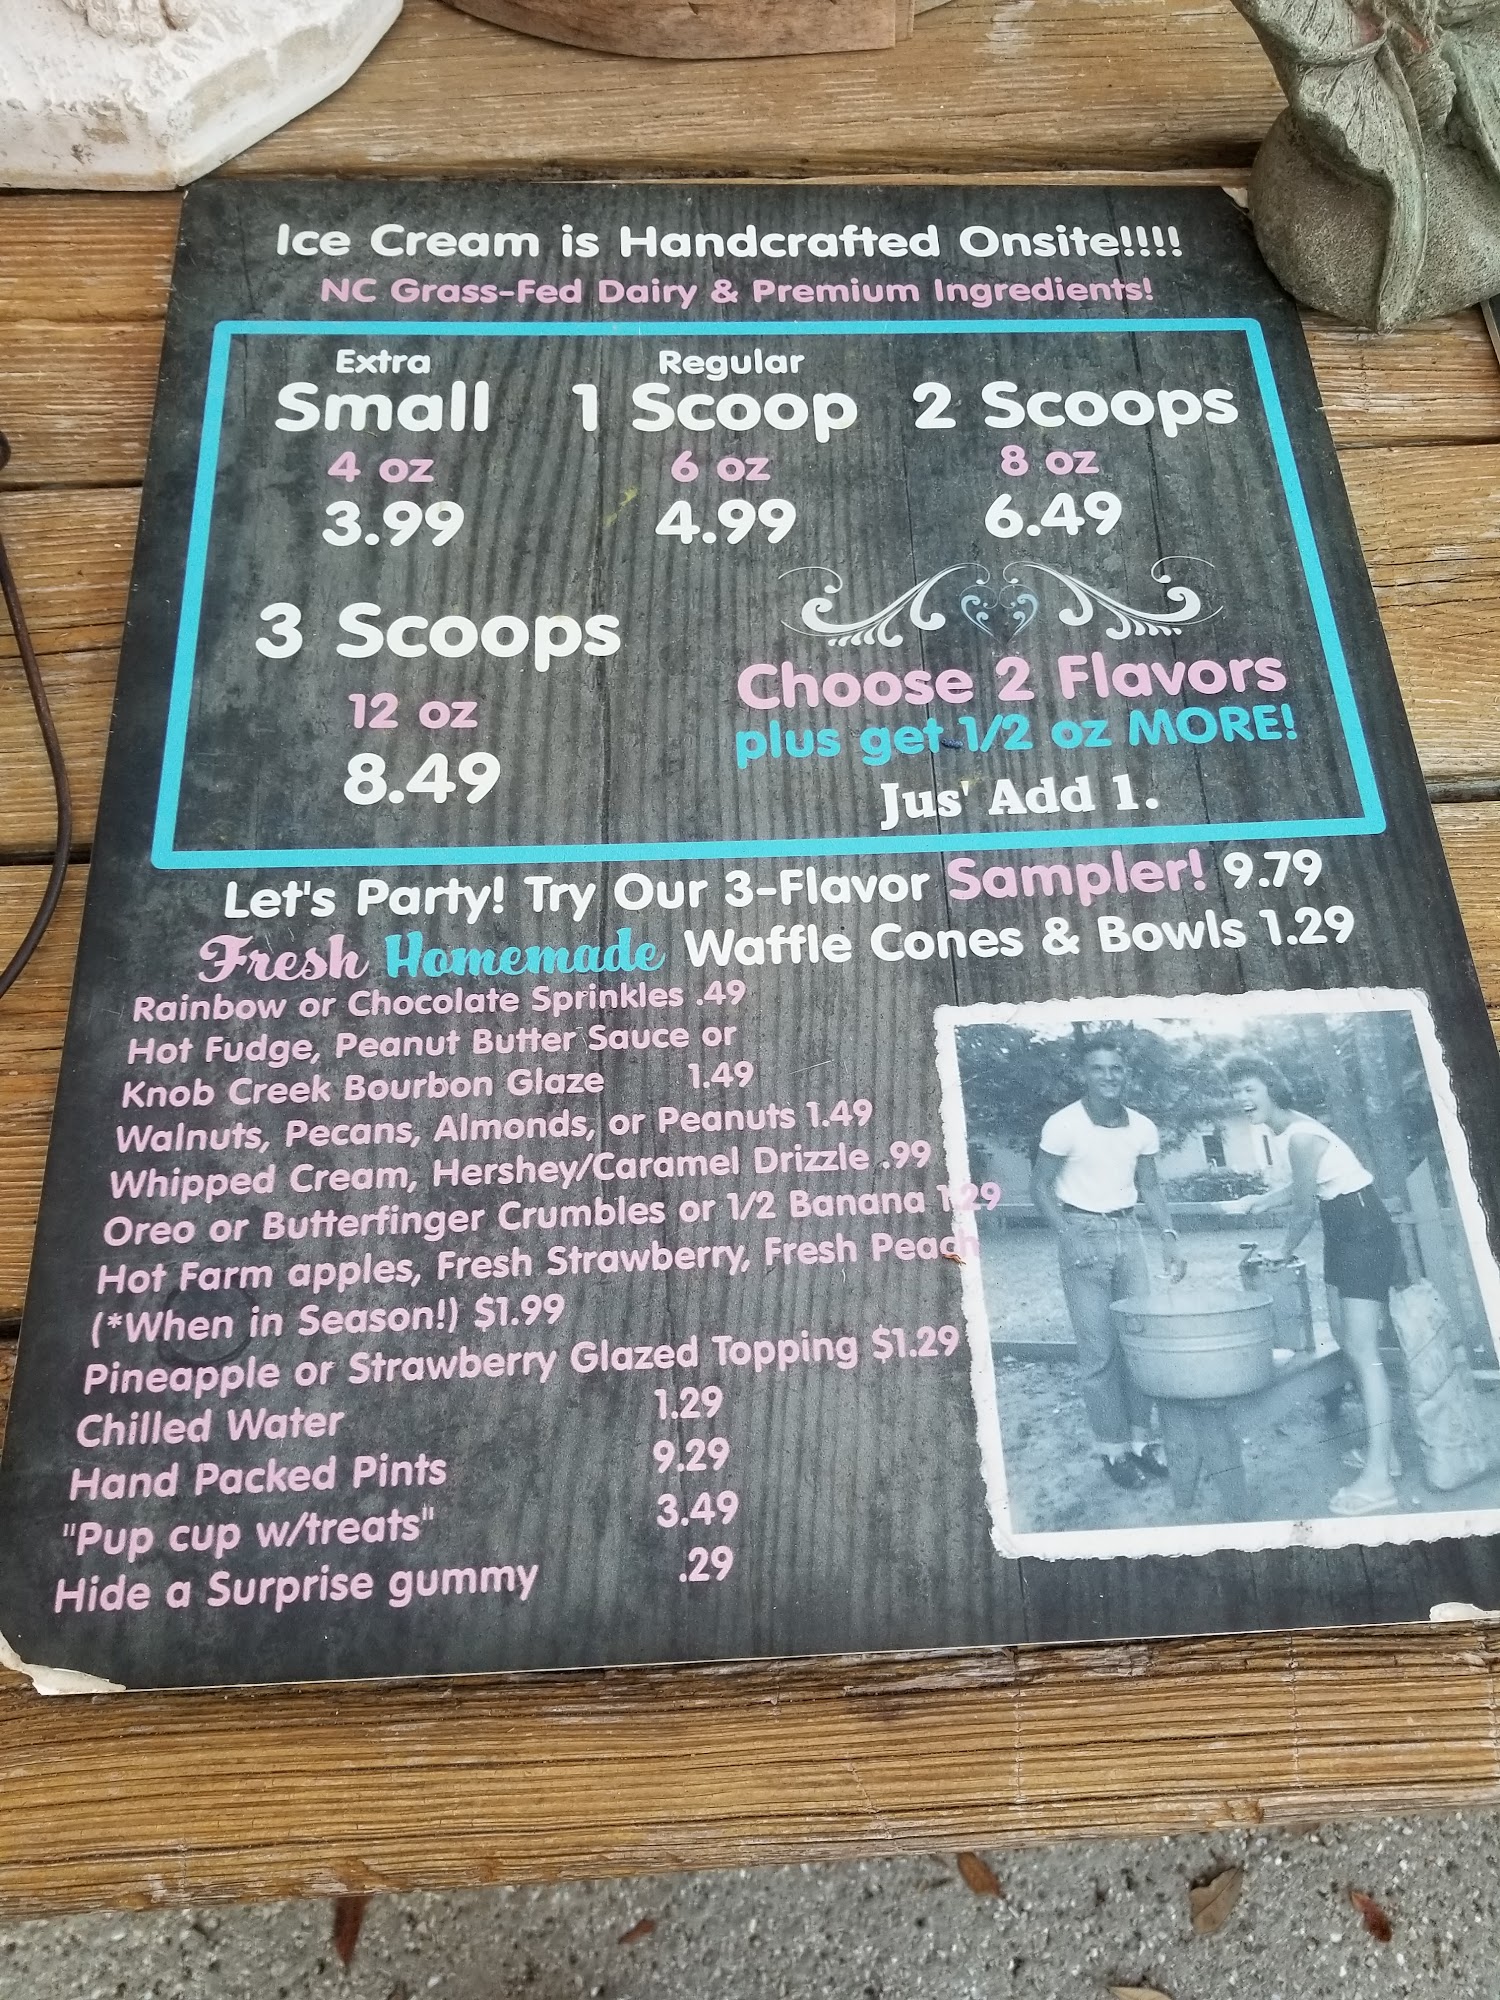 Ice Cream is Handcrafted Onsite!!!!
NC Grass-Fed Dairy & Premium Ingredients!
Extra
Small
4 oz
3.99
Regular
1 Scoop
6 oz
4.99
2 Scoops
8 oz
6.49
3 Scoops
12 oz
8.49
Choose 2 Flavors
plus get 1/2 oz MORE!
Jus' Add 1.
Let's Party! Try Our 3-Flavor Sampler! 9.79
Fresh Homemade Waffle Cones & Bowls 1.29
Rainbow or Chocolate Sprinkles .49
Hot Fudge, Peanut Butter Sauce or
Knob Creek Bourbon Glaze 1.49
Walnuts, Pecans, Almonds, or Peanuts 1.49
Whipped Cream, Hershey/Caramel Drizzle .99
Oreo or Butterfinger Crumbles or 1/2 Banana 1.29
Hot Farm apples, Fresh Strawberry, Fresh Peach
(*When in Season!) $1.99
Pineapple or Strawberry Glazed Topping $1.29
Chilled Water 1.29
Hand Packed Pints 9.29
"Pup cup w/treats" 3.49
Hide a Surprise gummy .29